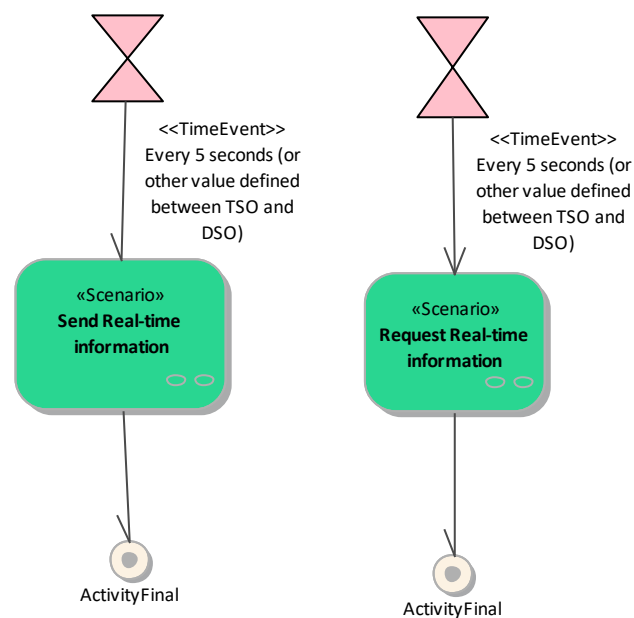 <<TimeEvent>>
Every 5 seconds (or
other value defined
between TSO and
DSO)
«Scenario»
Send Real-time
information
ActivityFinal
<<TimeEvent>>
Every 5 seconds (or
other value defined
between TSO and
DSO)
«Scenario»
Request Real-time
information
ActivityFinal